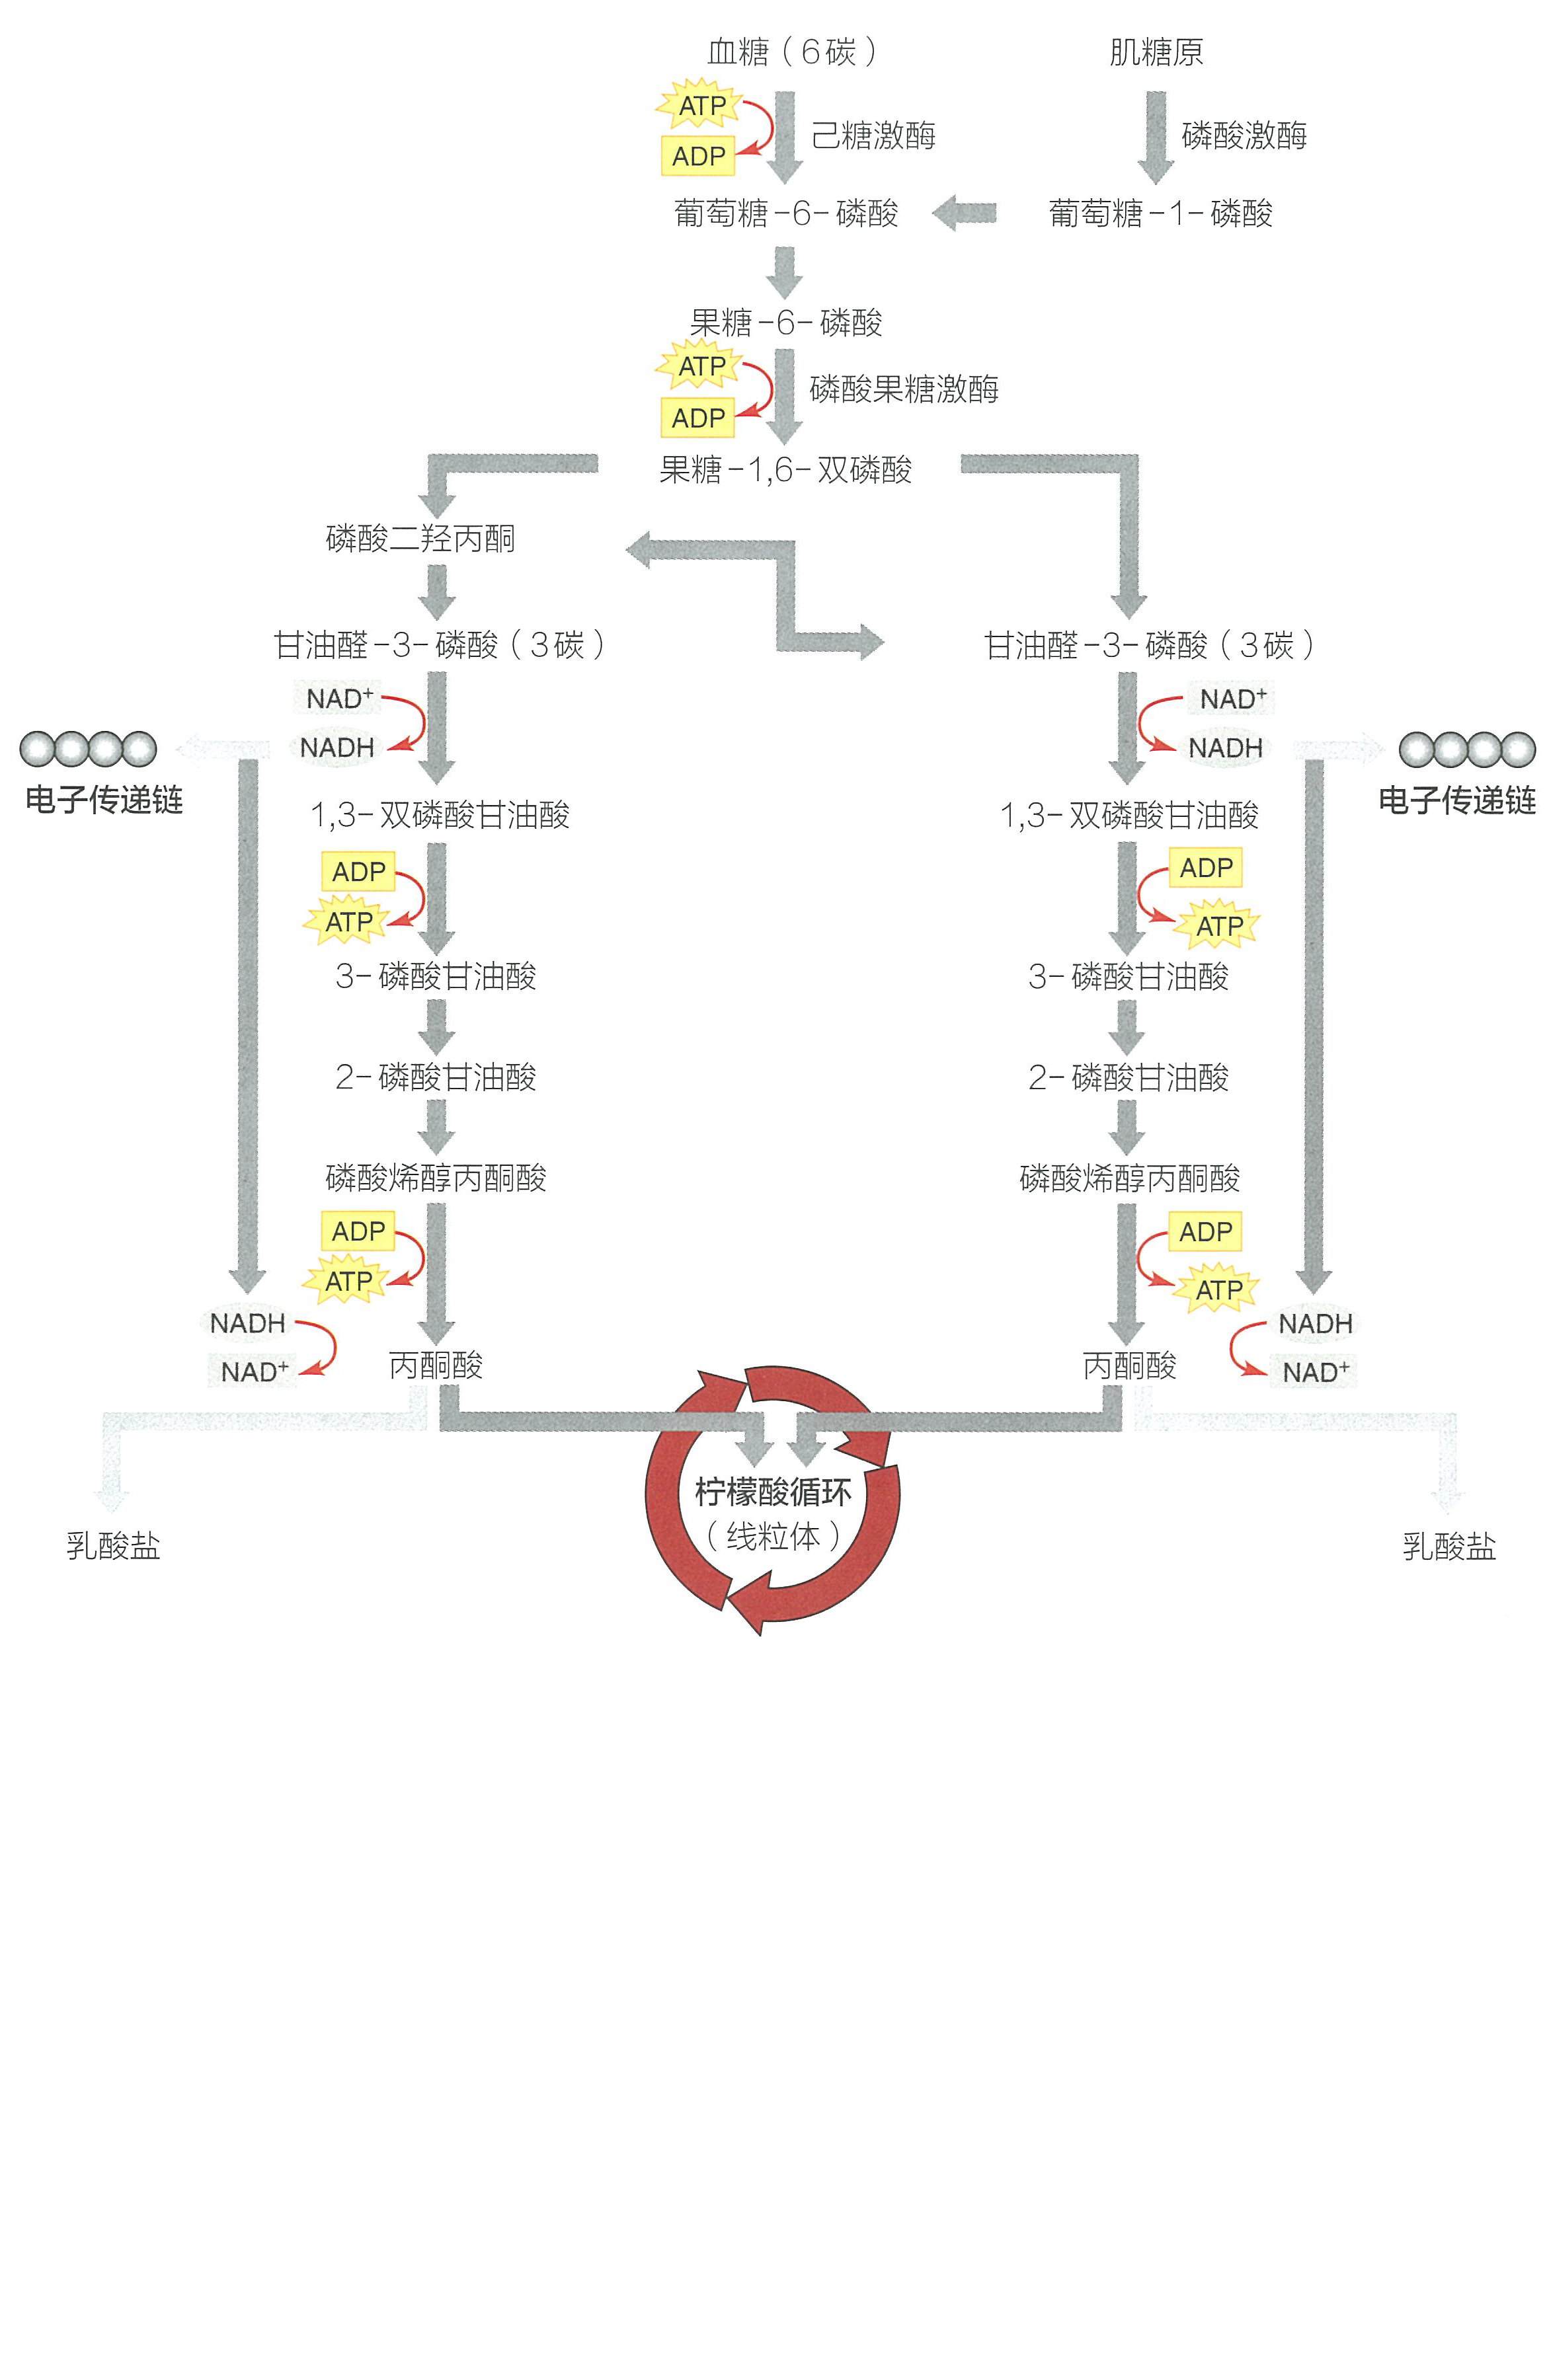 血糖（6碳）
肌糖原
ATP
ADP
己糖激酶
磷酸激酶
葡萄糖-6-磷酸
葡萄糖-1-磷酸
果糖-6-磷酸
ATP
ADP
磷酸果糖激酶
果糖-1,6-双磷酸
磷酸二羟丙酮
甘油醛-3-磷酸（3碳）
甘油醛-3-磷酸（3碳）
NAD+
NADH
NAD+
NADH
电子传递链
电子传递链
1,3-双磷酸甘油酸
1,3-双磷酸甘油酸
ADP
ATP
ADP
ATP
3-磷酸甘油酸
3-磷酸甘油酸
2-磷酸甘油酸
2-磷酸甘油酸
磷酸烯醇丙酮酸
磷酸烯醇丙酮酸
ADP
ATP
ADP
ATP
NADH
NAD+
丙酮酸
丙酮酸
NADH
NAD+
柠檬酸循环
（线粒体）
乳酸盐
乳酸盐